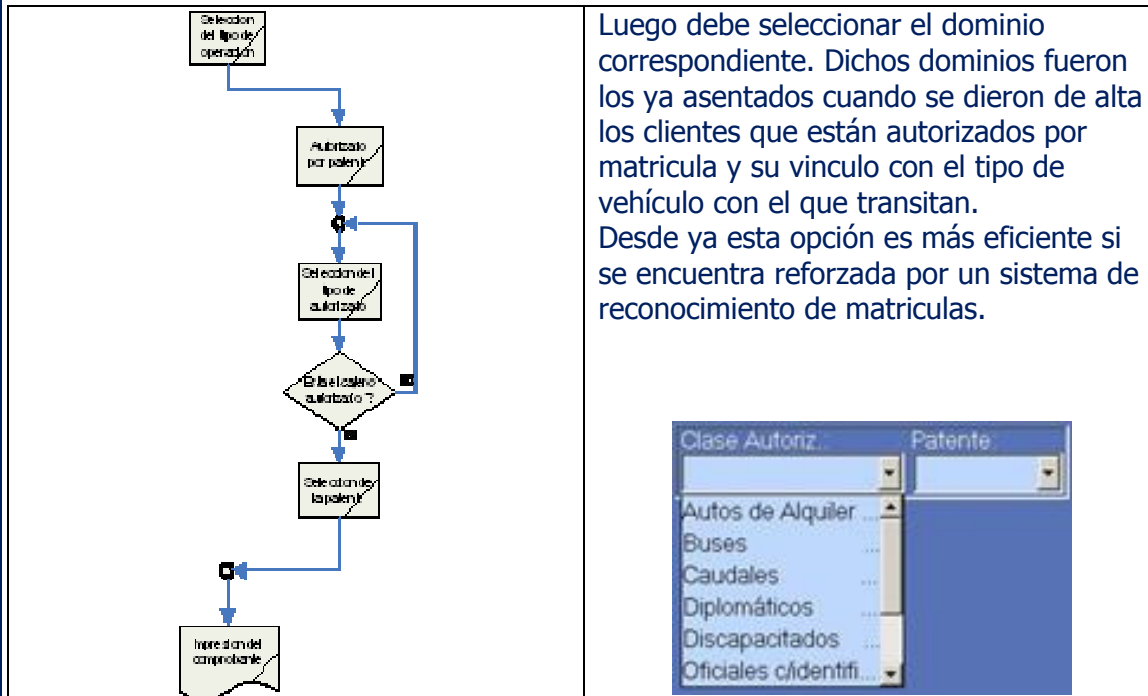 Seleccion
del tipo de
operación
Autorizado
por patente
Seleccion del
tipo de
autorizado
autorizado ?
Seleccion de
la patente
Impresion del
comprobante
Luego debe seleccionar el dominio
correspondiente. Dichos dominios fueron
los ya asentados cuando se dieron de alta
los clientes que están autorizados por
matricula y su vinculo con el tipo de
vehículo con el que transitan.
Desde ya esta opción es más eficiente si
se encuentra reforzada por un sistema de
reconocimiento de matriculas.
Clase Autoriz.. Patente:
Autos de Alquiler ...
Buses ...
Caudales ...
Diplomáticos ...
Discapacitados ...
Oficiales c/identifi...